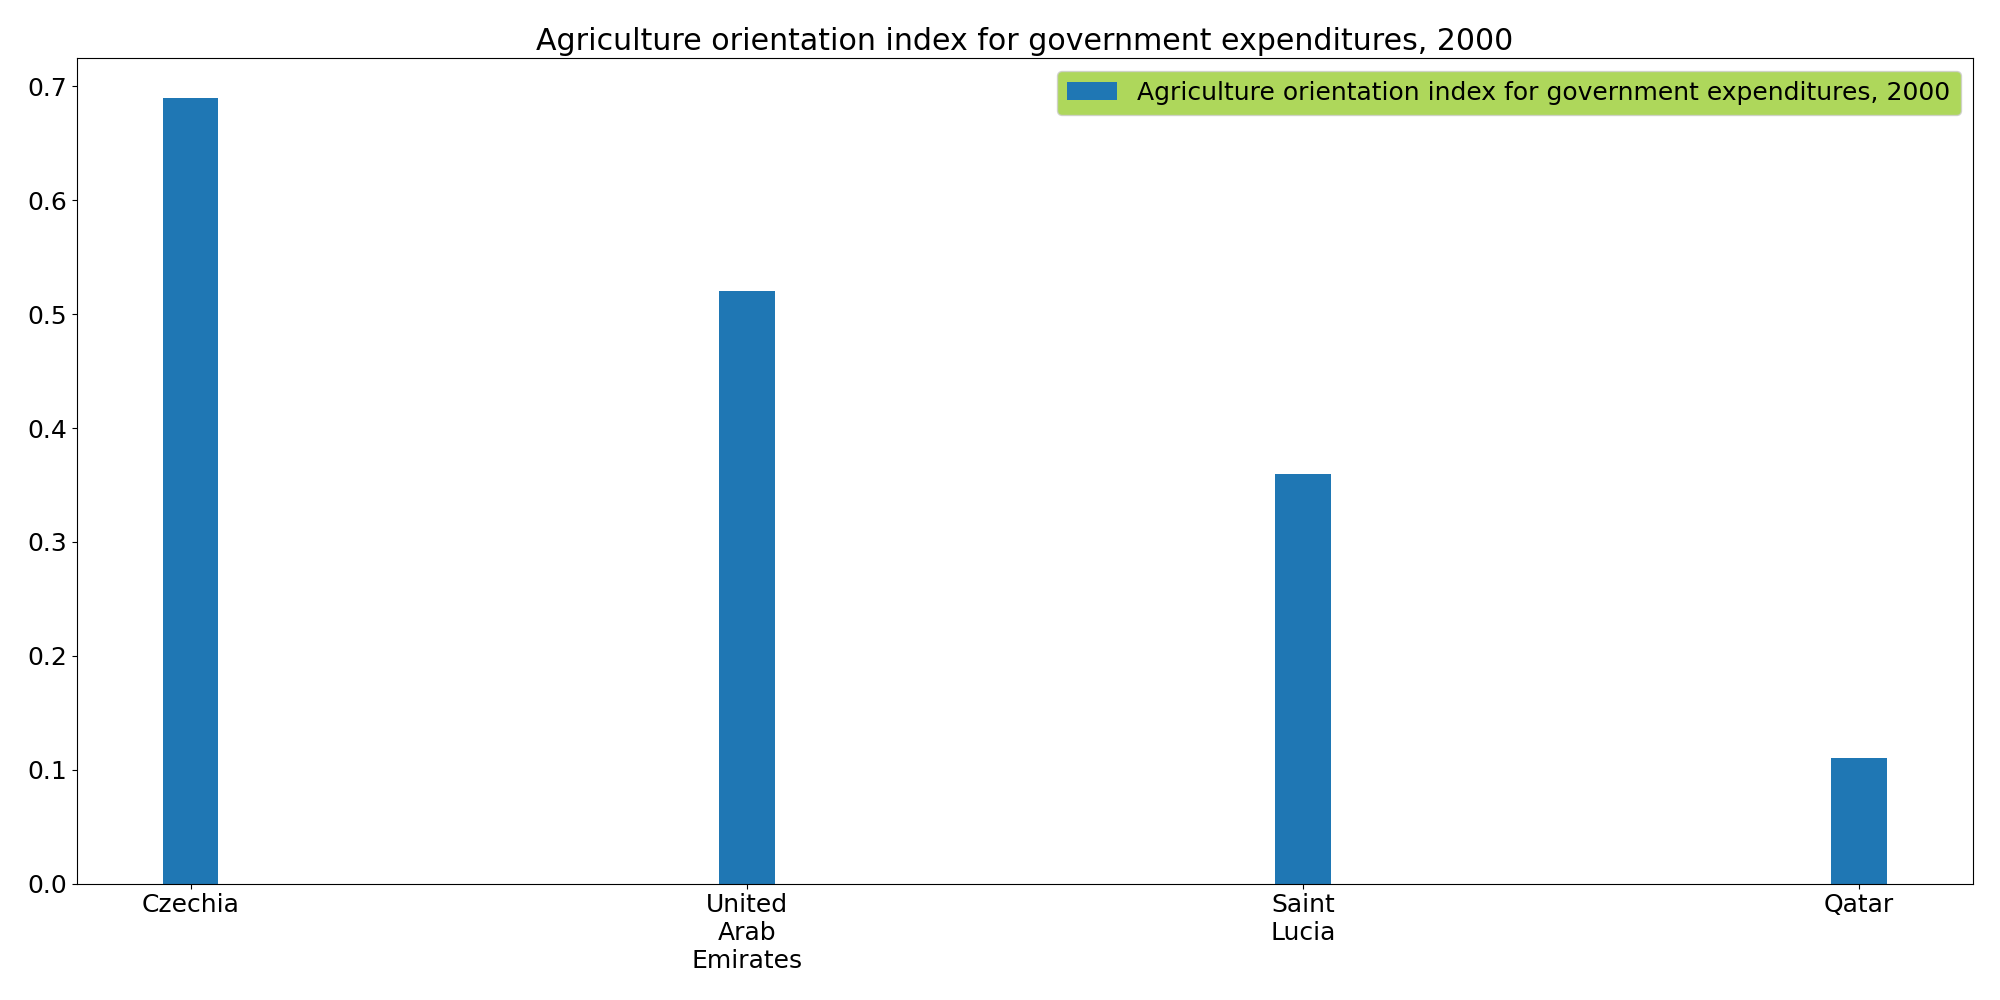 Agriculture orientation index for government expenditures, 2000
Agriculture orientation index for government expenditures, 2000
0.7
0.6
0.5
0.4
0.3
0.2
0.1
0.0
Czechia
United
Arab
Emirates
Saint
Lucia
Qatar